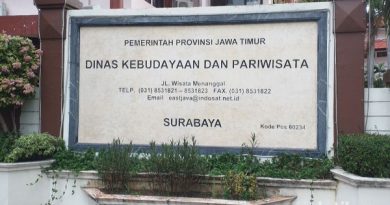 PEMERINTAH PROVINSI JAWA TIMUR
DINAS KEBUDAYAAN DAN PARIWISATA
JL. Wisata Menanggal
TELP. (031) 8531821 – 8531823 FAX. (031) 8531822
Email eastjava@indosat.net.id
SURABAYA
Kode Pos 60234